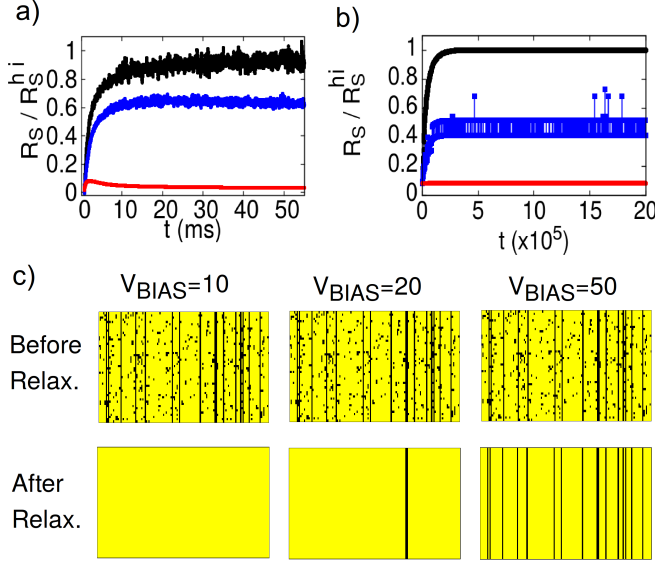 a)
R_S / R_S^hi
1
0.8
0.6
0.4
0.2
0
0 10 20 30 40 50
t (ms)
b)
R_S / R_S^hi
1
0.8
0.6
0.4
0.2
0
0 5 10 15 20
t (x10^5)
c)
V_BIAS=10 V_BIAS=20 V_BIAS=50
Before
Relax.
After
Relax.